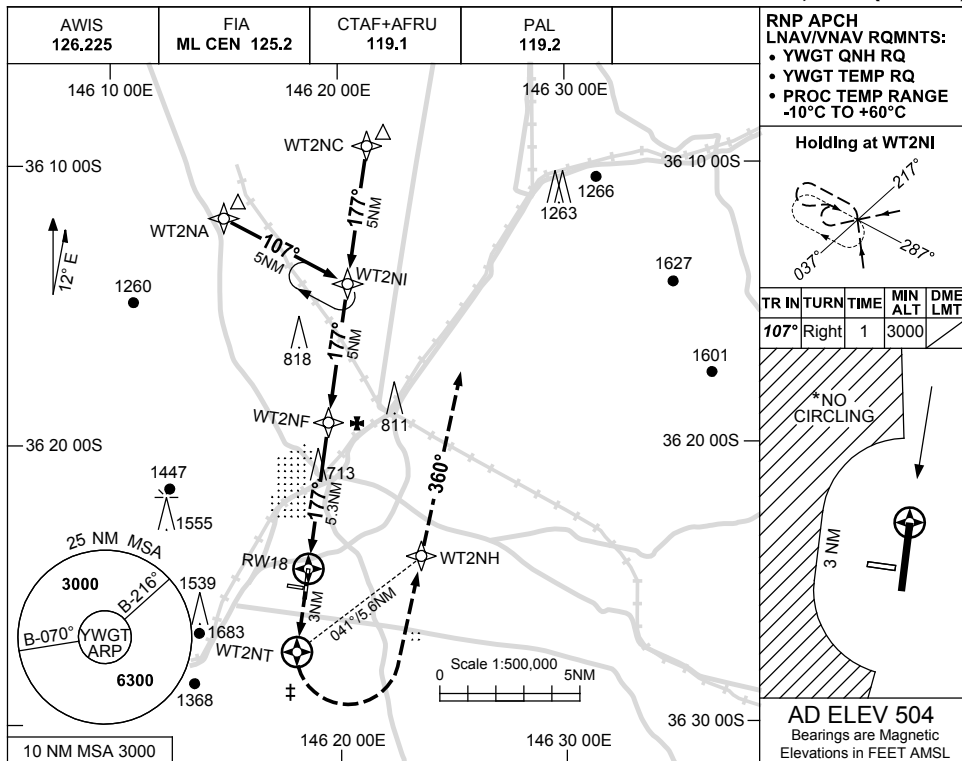 AWIS
126.225
FIA
ML CEN 125.2
CTAF+AFRU
119.1
PAL
119.2
RNP APCH
LNAV/VNAV RQMNTS:
• YWGT QNH RQ
• YWGT TEMP RQ
• PROC TEMP RANGE
-10°C TO +60°C
146 10 00E
146 20 00E
146 30 00E
36 10 00S
36 10 00S
WT2NC
WT2NA
177°
5NM
107°
5NM
WT2NI
1266
1263
12° E
1260
1627
818
177°
5NM
1601
WT2NF
811
36 20 00S
36 20 00S
713
177°
5.3NM
360°
1447
1555
RW18
WT2NH
3NM
041°/5.6NM
WT2NT
1539
1683
1368
25 NM MSA
3000
B-216°
B-070°
YWGT
ARP
6300
10 NM MSA 3000
Scale 1:500,000
0
5NM
‡
36 30 00S
146 20 00E
146 30 00E
Holding at WT2NI
217°
037°
287°
TR IN
TURN
TIME
MIN
ALT
DME
LMT
107°
Right
1
3000
*NO
CIRCLING
3 NM
AD ELEV 504
Bearings are Magnetic
Elevations in FEET AMSL